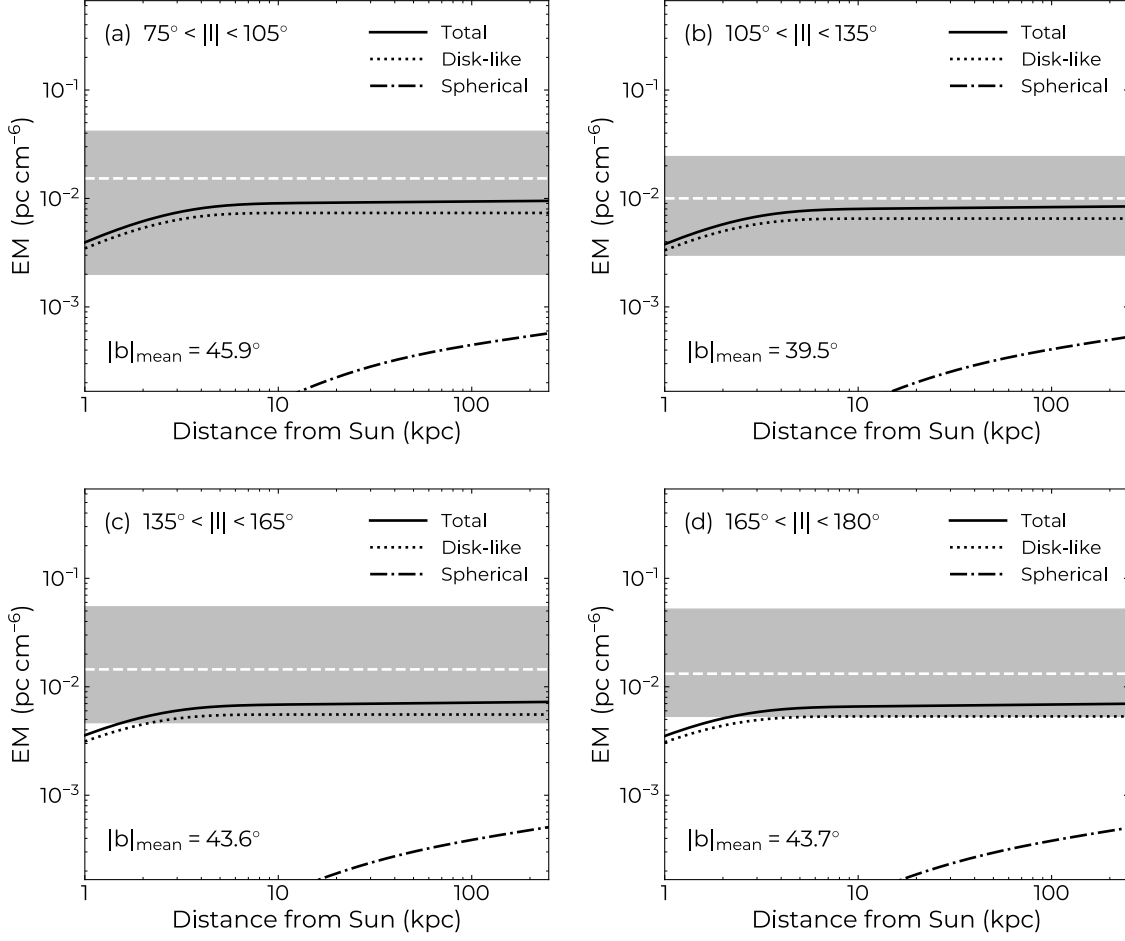 (a) 75° < |l| < 105°
Total
Disk-like
Spherical
10⁻¹
10⁻²
10⁻³
EM (pc cm⁻⁶)
|b|mean = 45.9°
1
10
100
Distance from Sun (kpc)
(b) 105° < |l| < 135°
Total
Disk-like
Spherical
10⁻¹
10⁻²
10⁻³
EM (pc cm⁻⁶)
|b|mean = 39.5°
1
10
100
Distance from Sun (kpc)
(c) 135° < |l| < 165°
Total
Disk-like
Spherical
10⁻¹
10⁻²
10⁻³
EM (pc cm⁻⁶)
|b|mean = 43.6°
1
10
100
Distance from Sun (kpc)
(d) 165° < |l| < 180°
Total
Disk-like
Spherical
10⁻¹
10⁻²
10⁻³
EM (pc cm⁻⁶)
|b|mean = 43.7°
1
10
100
Distance from Sun (kpc)